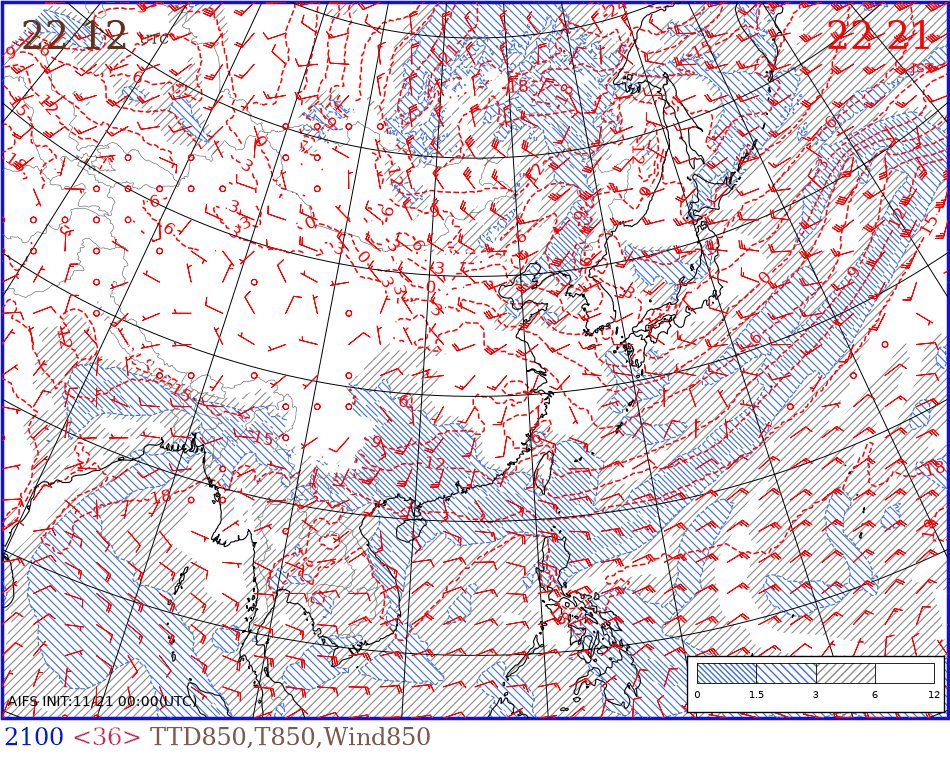 22 12 UTC
22 21
0 1.5 3 6 12
AIFS INIT:11/21 00:00(UTC)
2100 <36> TTD850,T850,Wind850